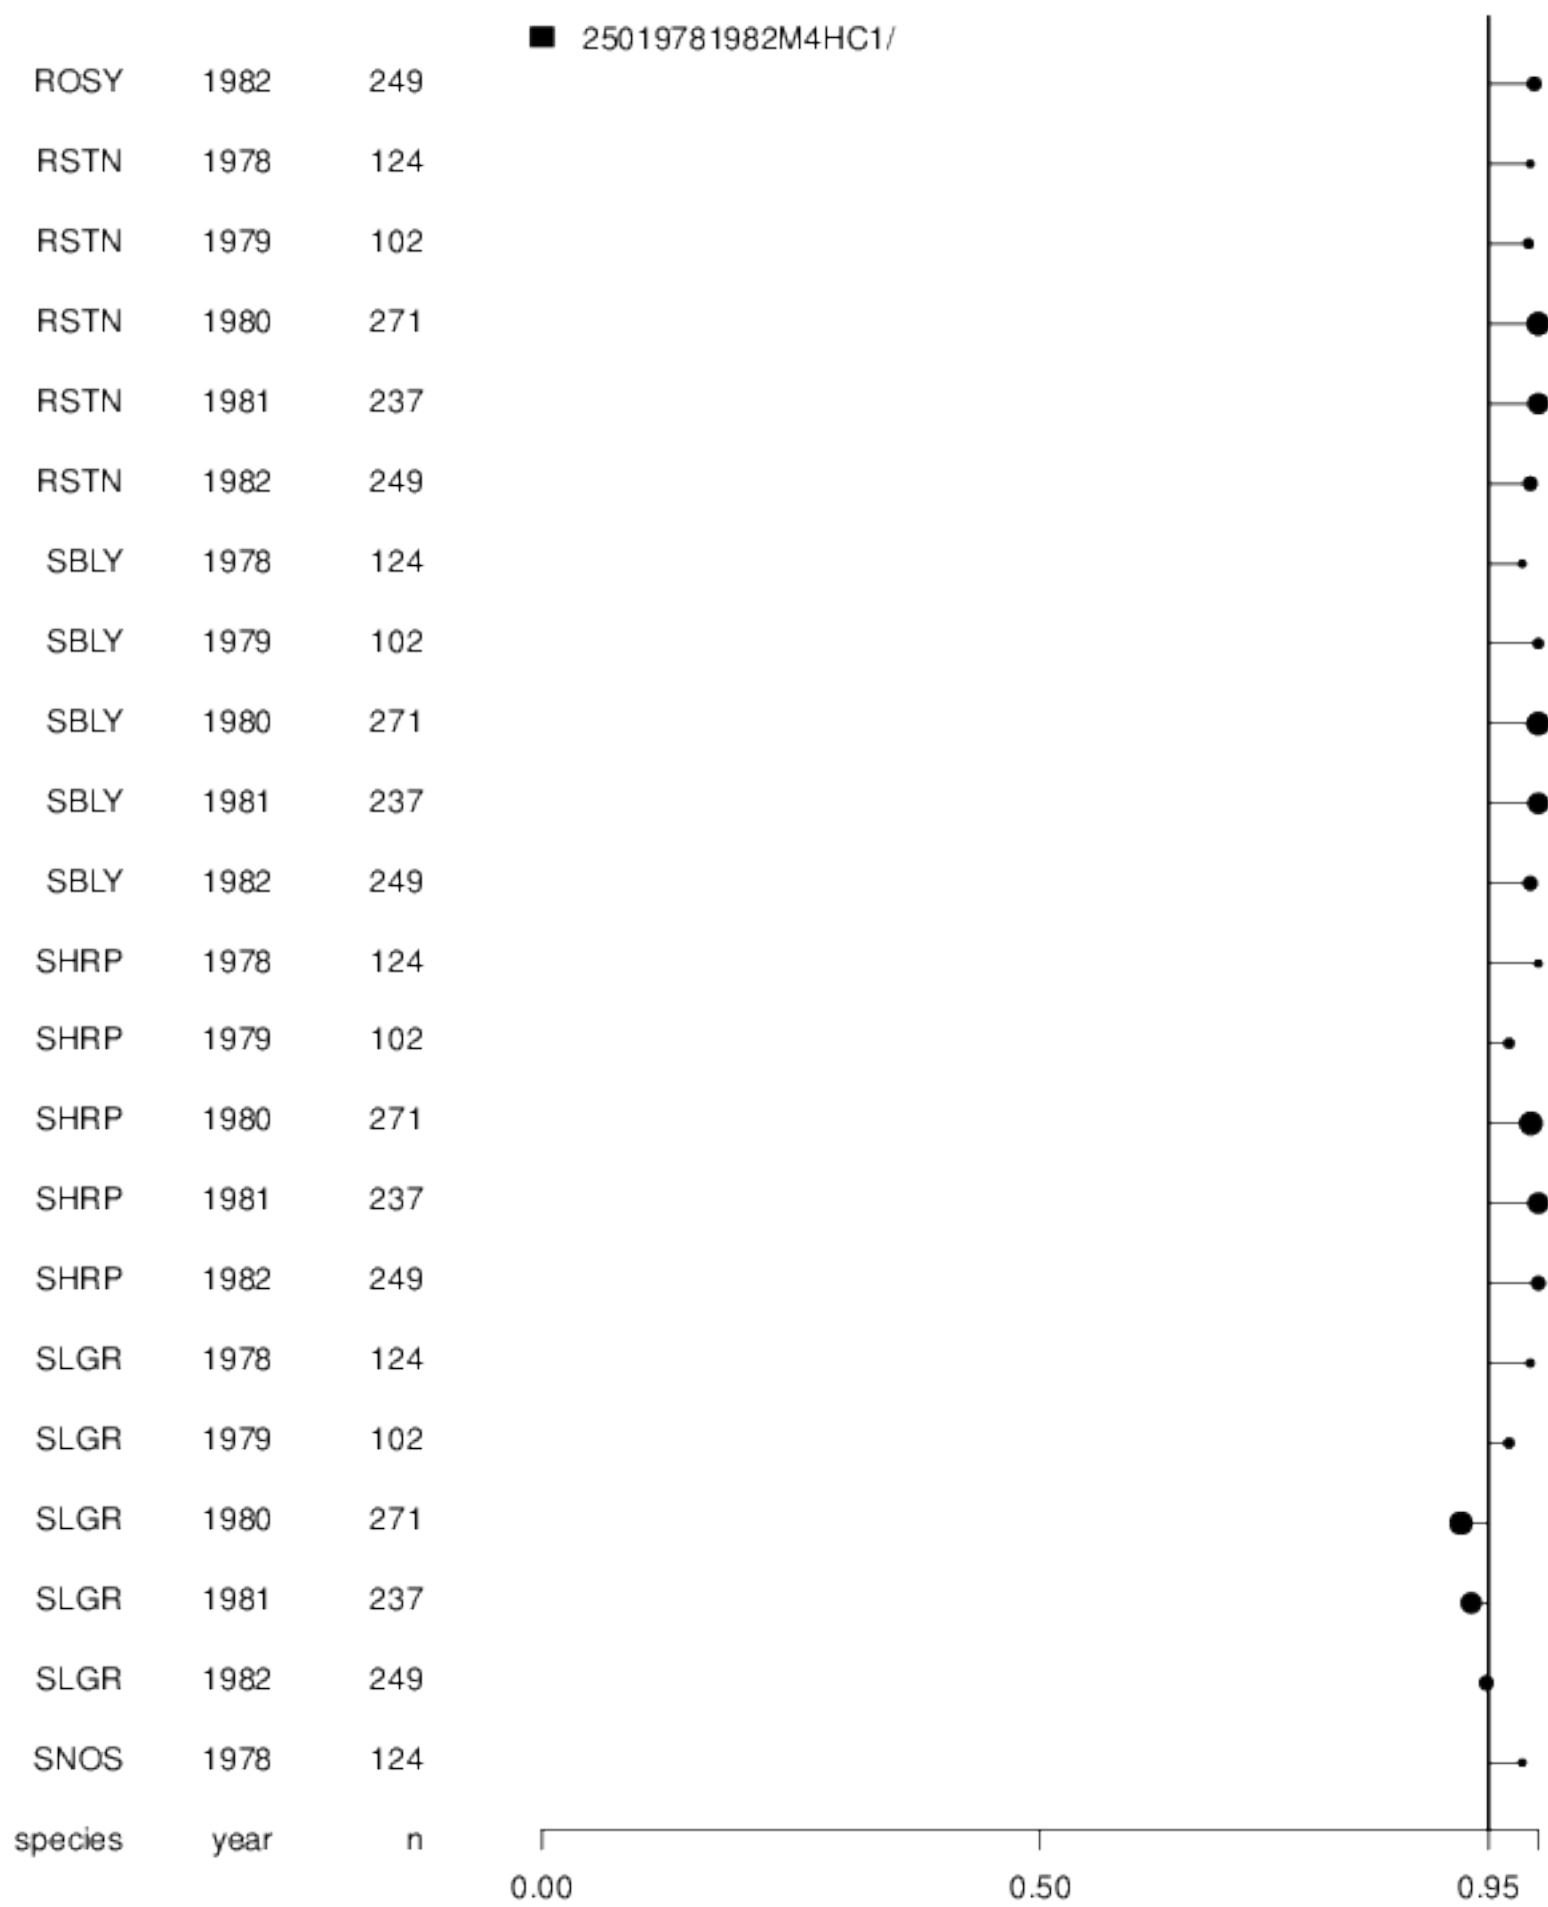 25019781982M4HC1/
ROSY 1982 249
RSTN 1978 124
RSTN 1979 102
RSTN 1980 271
RSTN 1981 237
RSTN 1982 249
SBLY 1978 124
SBLY 1979 102
SBLY 1980 271
SBLY 1981 237
SBLY 1982 249
SHRP 1978 124
SHRP 1979 102
SHRP 1980 271
SHRP 1981 237
SHRP 1982 249
SLGR 1978 124
SLGR 1979 102
SLGR 1980 271
SLGR 1981 237
SLGR 1982 249
SNOS 1978 124
species year n
0.00 0.50 0.95